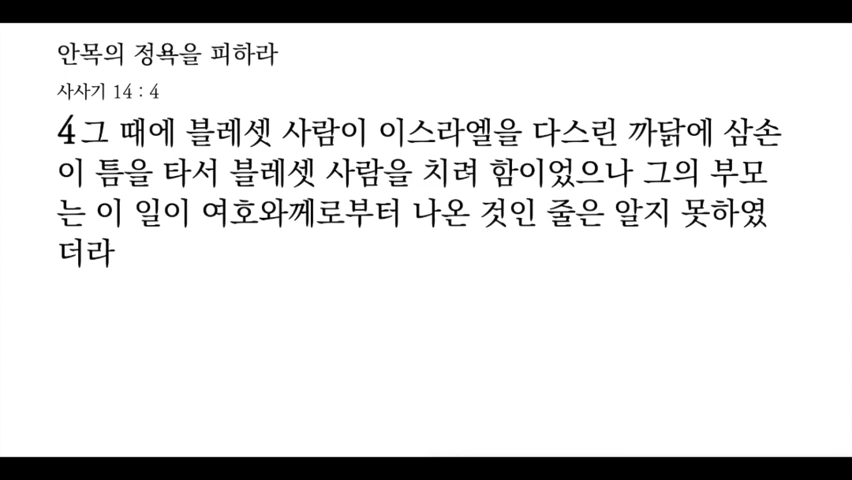 안목의 정욕을 피하라
사사기 14 : 4
4그 때에 블레셋 사람이 이스라엘을 다스린 까닭에 삼손
이 틈을 타서 블레셋 사람을 치려 함이었으나 그의 부모
는 이 일이 여호와께로부터 나온 것인 줄은 알지 못하였
더라